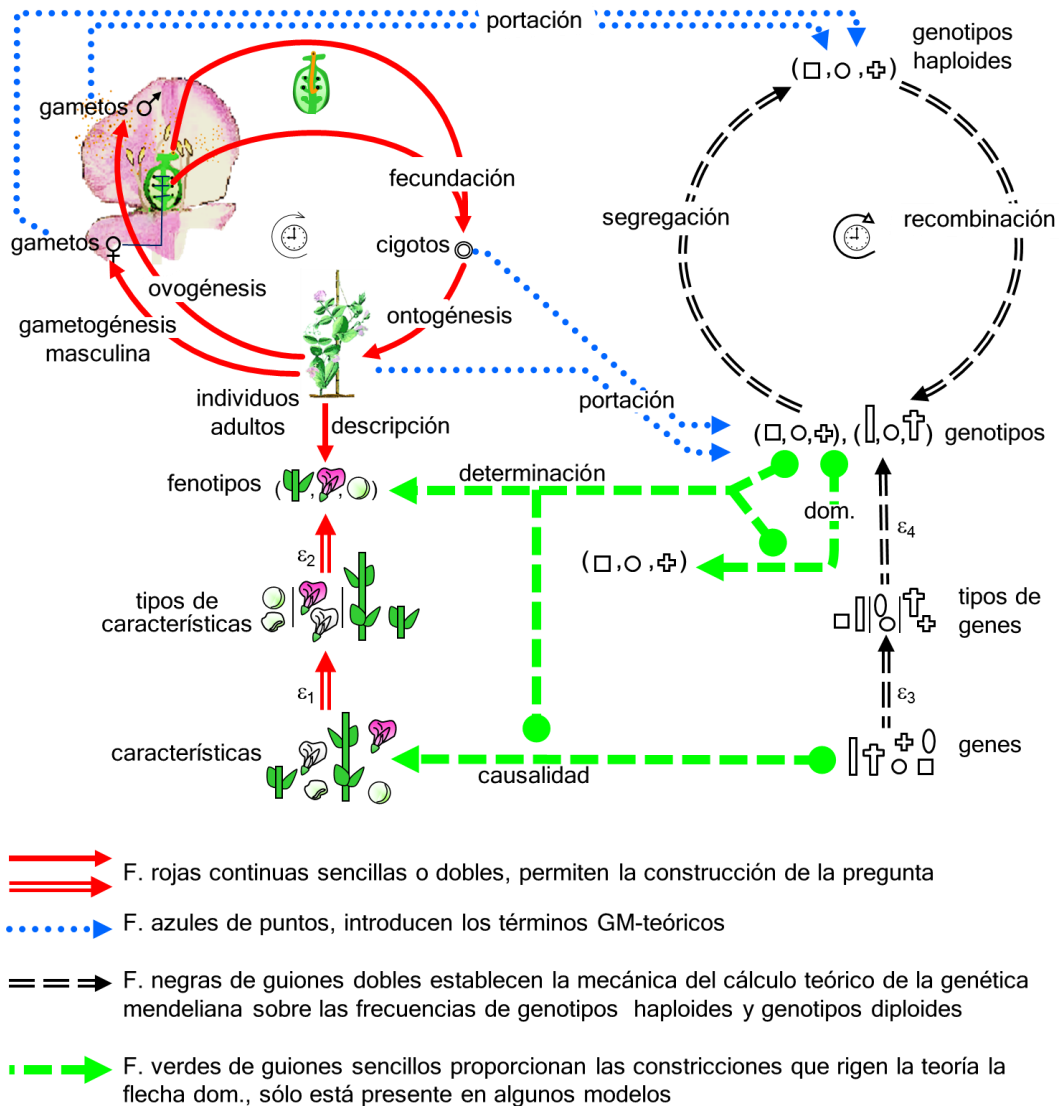 portación
genotipos
haploides
( , , )
gametos ♂
fecundación
segregación
recombinación
gametos ♀
cigotos
ovogénesis
ontogénesis
gametogénesis
masculina
portación
individuos
adultos
descripción
( , , ), ( , , ) genotipos
determinación
fenotipos ( , , )
dom.
ε2
ε4
( , , )
tipos de
características
tipos de
genes
ε1
ε3
características
genes
causalidad
F. rojas continuas sencillas o dobles, permiten la construcción de la pregunta
F. azules de puntos, introducen los términos GM-teóricos
F. negras de guiones dobles establecen la mecánica del cálculo teórico de la genética
mendeliana sobre las frecuencias de genotipos haploides y genotipos diploides
F. verdes de guiones sencillos proporcionan las constricciones que rigen la teoría la
flecha dom., sólo está presente en algunos modelos